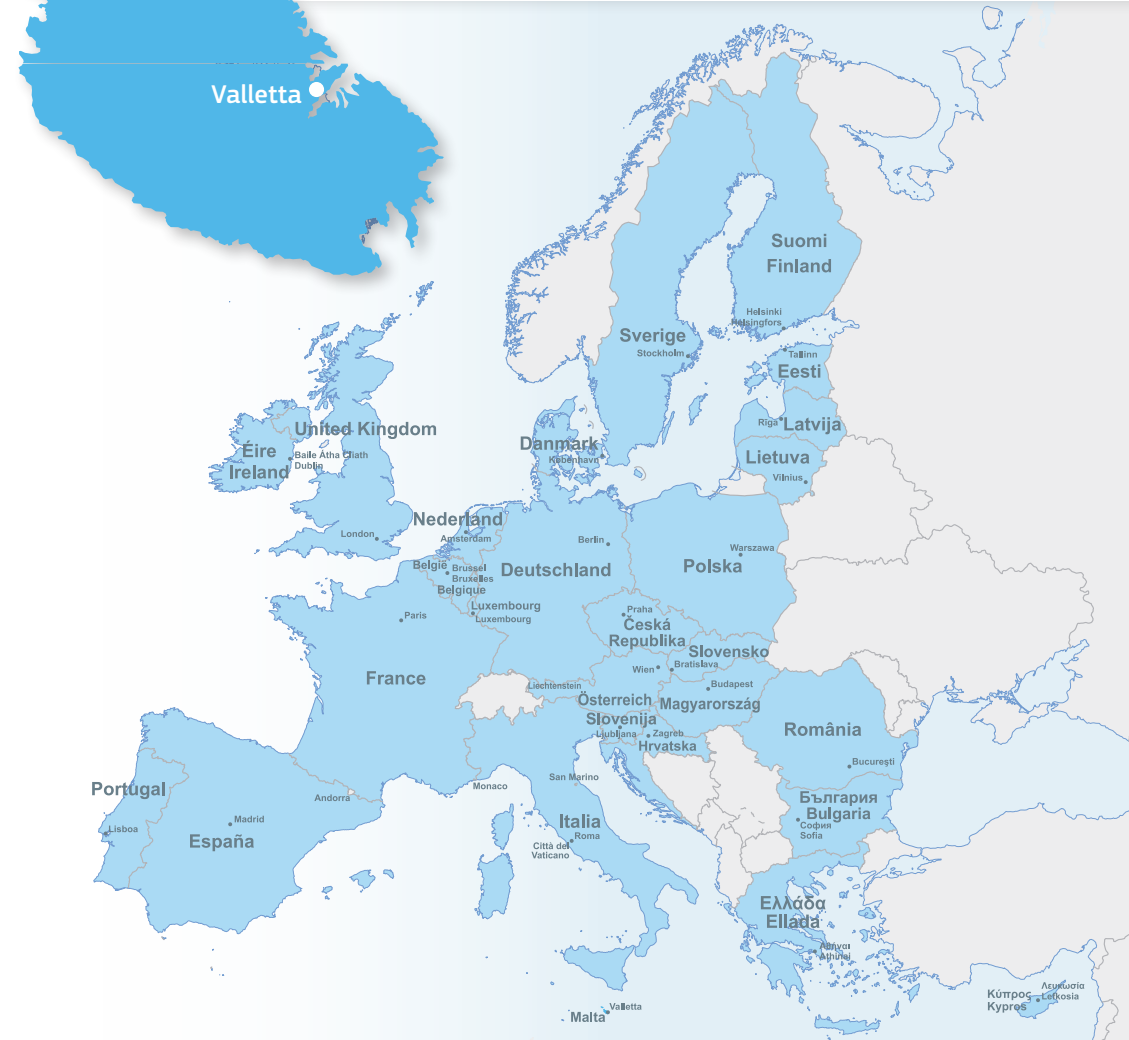 Valletta
Suomi
Finland
Helsinki
Helsingfors
Sverige
Stockholm
Tallinn
Eesti
Rīga
Latvija
United Kingdom
Éire
Ireland
Baile Átha Cliath
Dublin
Danmark
København
Lietuva
Vilnius
Nederland
Amsterdam
London
Berlin
Warszawa
België
Brussel
Bruxelles
Belgique
Deutschland
Polska
Luxembourg
Luxembourg
Paris
Praha
Česká
Republika
Slovensko
Wien
Bratislava
France
Liechtenstein
Österreich
Budapest
Magyarország
Slovenija
Ljubljana
Zagreb
Hrvatska
România
Bucureşti
Portugal
Lisboa
Andorra
Monaco
San Marino
Madrid
España
Italia
Roma
Città del
Vaticano
България
Bulgaria
София
Sofia
Ελλάδα
Ellada
Αθήναι
Athinai
Κύπρος
Kypros
Λευκωσία
Lefkosia
Malta
Valletta